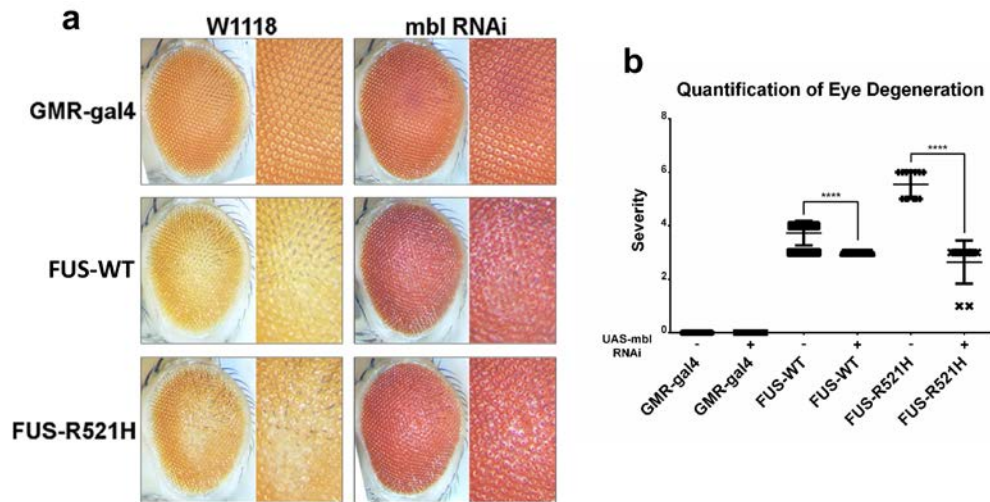 a
W1118 mbl RNAi
GMR-gal4
FUS-WT
FUS-R521H
b
Quantification of Eye Degeneration
Severity
8
6
4
2
0
****
****
UAS-mbl
RNAi
- + - + - +
GMR-gal4
GMR-gal4
FUS-WT
FUS-WT
FUS-R521H
FUS-R521H